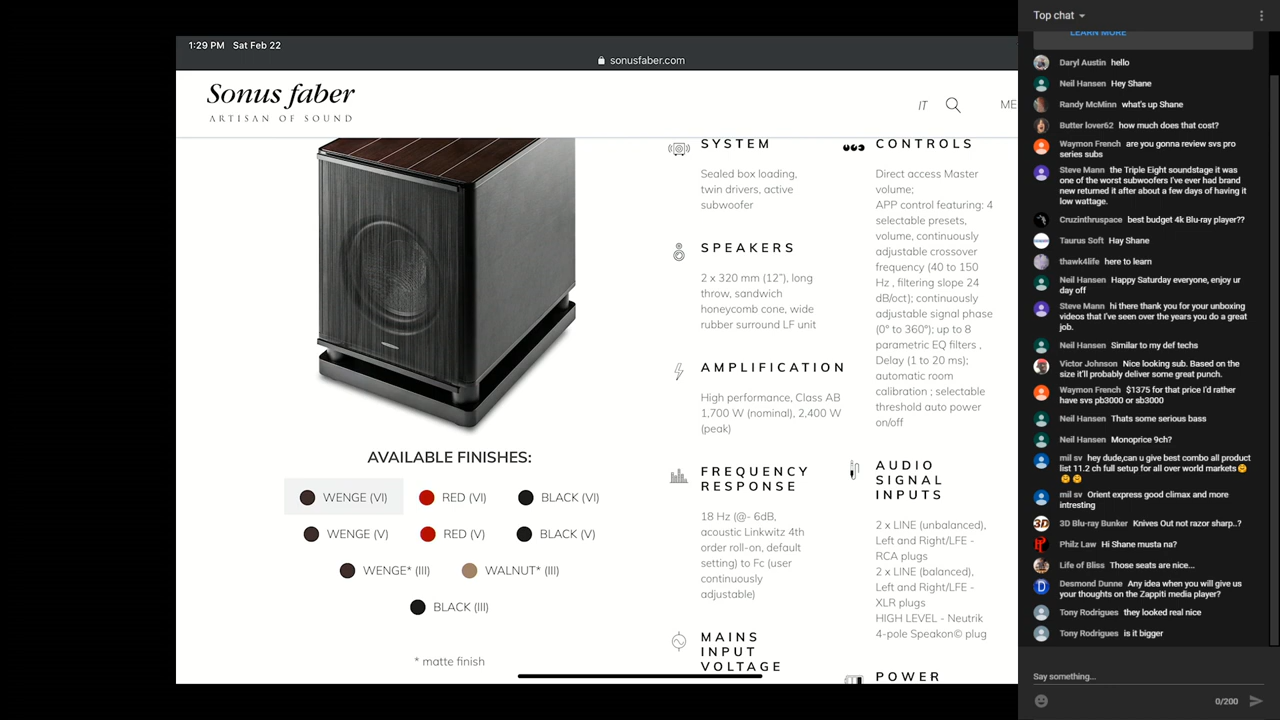 1:29 PM Sat Feb 22
sonusfaber.com
Sonus faber
ARTISAN OF SOUND
IT
ME
SYSTEM
Sealed box loading,
twin drivers, active
subwoofer
SPEAKERS
2 x 320 mm (12”), long
throw, sandwich
honeycomb cone, wide
rubber surround LF unit
AMPLIFICATION
High performance, Class AB
1,700 W (nominal), 2,400 W
(peak)
FREQUENCY
RESPONSE
18 Hz (@- 6dB,
acoustic Linkwitz 4th
order roll-on, default
setting) to Fc (user
continuously
adjustable)
MAINS
INPUT
VOLTAGE
CONTROLS
Direct access Master
volume;
APP control featuring: 4
selectable presets,
volume, continuously
adjustable crossover
frequency (40 to 150
Hz , filtering slope 24
dB/oct); continuously
adjustable signal phase
(0° to 360°); up to 8
parametric EQ filters ,
Delay (1 to 20 ms);
automatic room
calibration ; selectable
threshold auto power
on/off
AUDIO
SIGNAL
INPUTS
2 x LINE (unbalanced),
Left and Right/LFE -
RCA plugs
2 x LINE (balanced),
Left and Right/LFE -
XLR plugs
HIGH LEVEL - Neutrik
4-pole Speakon© plug
POWER
AVAILABLE FINISHES:
WENGE (VI) RED (VI) BLACK (VI)
WENGE (V) RED (V) BLACK (V)
WENGE* (III) WALNUT* (III)
BLACK (III)
* matte finish
Top chat
LEARN MORE
Daryl Austin hello
Neil Hansen Hey Shane
Randy McMinn what's up Shane
Butter lover62 how much does that cost?
Waymon French are you gonna review svs pro
series subs
Steve Mann the Triple Eight soundstage it was
one of the worst subwoofers I've ever had brand
new returned it after about a few days of having it
low wattage.
Cruzinthruspace best budget 4k Blu-ray player??
Taurus Soft Hay Shane
thawk4life here to learn
Neil Hansen Happy Saturday everyone, enjoy ur
day off
Steve Mann hi there thank you for your unboxing
videos that I've seen over the years you do a great
job.
Neil Hansen Similar to my def techs
Victor Johnson Nice looking sub. Based on the
size it'll probably deliver some great punch.
Waymon French $1375 for that price I'd rather
have svs pb3000 or sb3000
Neil Hansen Thats some serious bass
Neil Hansen Monoprice 9ch?
mil sv hey dude,can u give best combo all product
list 11.2 ch full setup for all over world markets
mil sv Orient express good climax and more
intresting
3D Blu-ray Bunker Knives Out not razor sharp..?
Philz Law Hi Shane musta na?
Life of Bliss Those seats are nice...
Desmond Dunne Any idea when you will give us
your thoughts on the Zappiti media player?
Tony Rodrigues they looked real nice
Tony Rodrigues is it bigger
Say something...
0/200